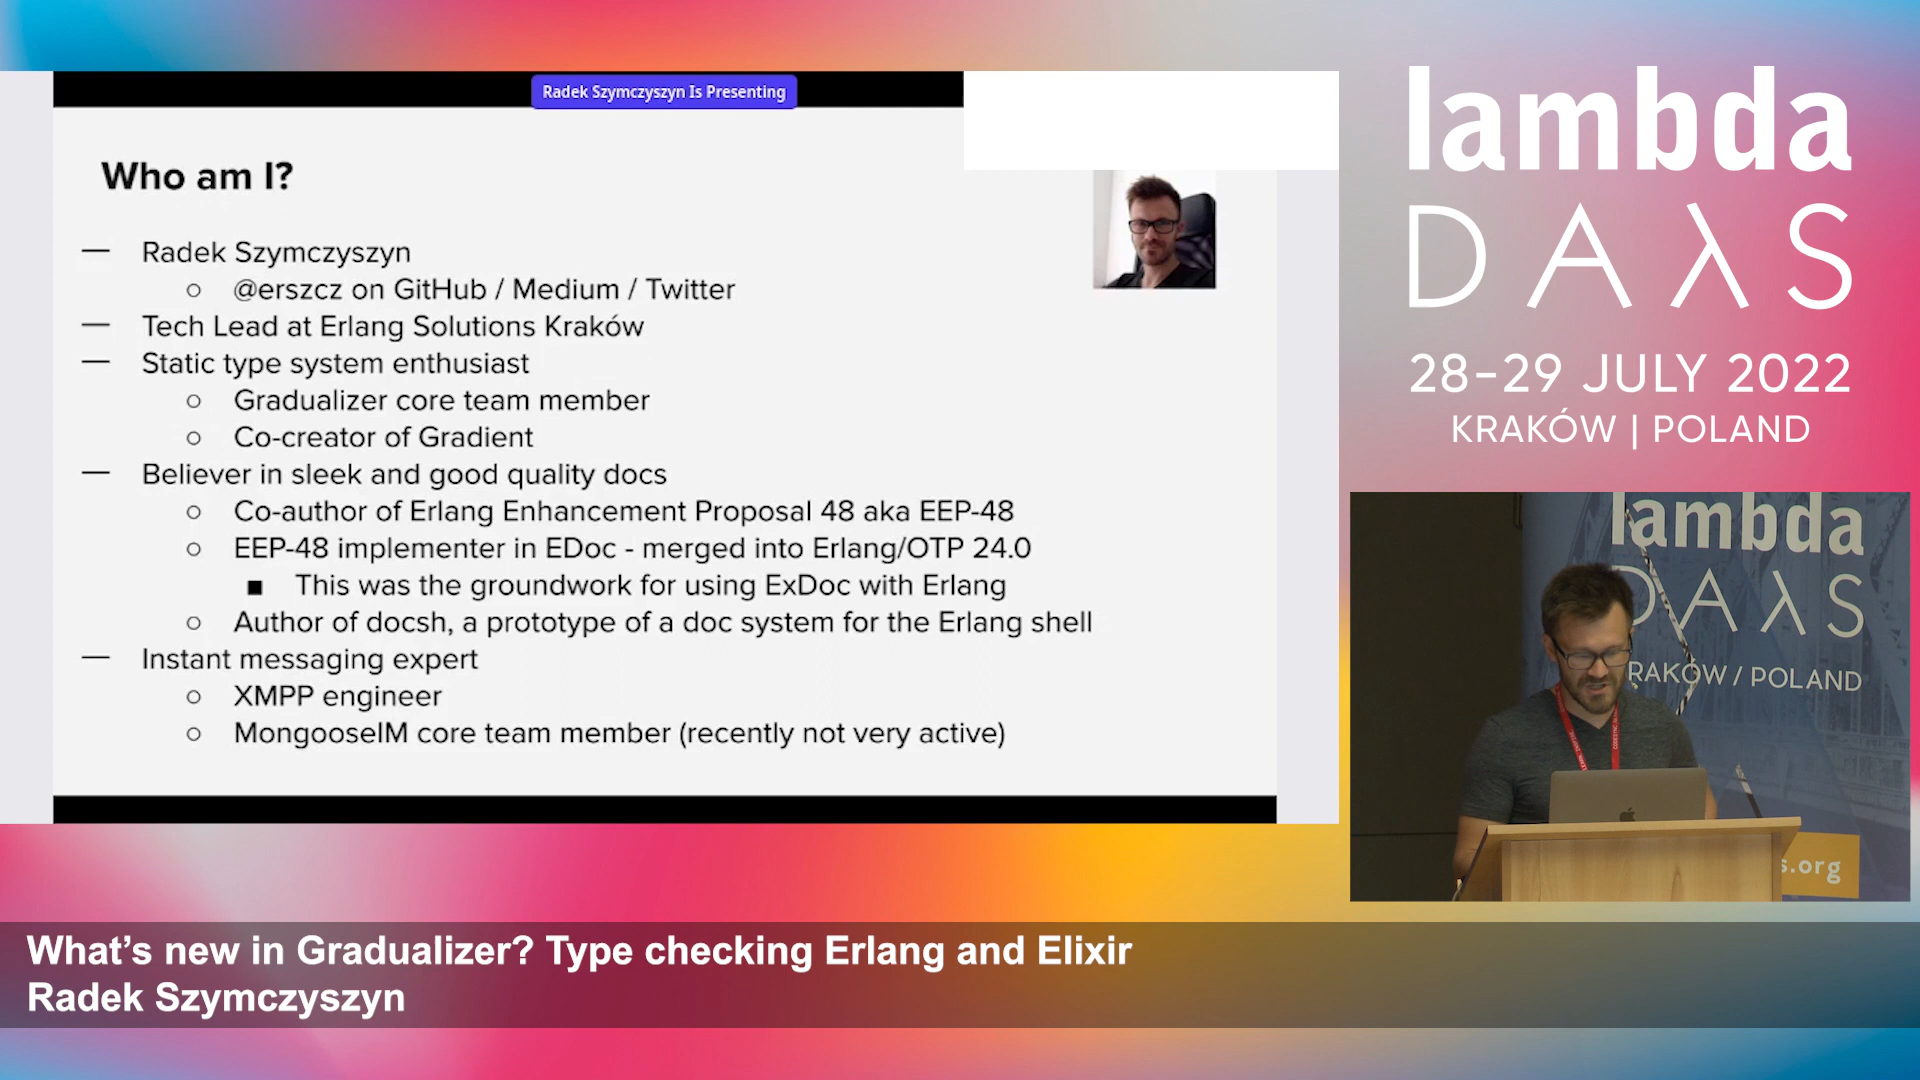 Radek Szymczyszyn Is Presenting
Who am I?
— Radek Szymczyszyn
○ @erszcz on GitHub / Medium / Twitter
— Tech Lead at Erlang Solutions Kraków
— Static type system enthusiast
○ Gradualizer core team member
○ Co-creator of Gradient
— Believer in sleek and good quality docs
○ Co-author of Erlang Enhancement Proposal 48 aka EEP-48
○ EEP-48 implementer in EDoc - merged into Erlang/OTP 24.0
■ This was the groundwork for using ExDoc with Erlang
○ Author of docsh, a prototype of a doc system for the Erlang shell
— Instant messaging expert
○ XMPP engineer
○ MongooseIM core team member (recently not very active)
lambda
DAλS
28-29 JULY 2022
KRAKÓW | POLAND
lambda
DAλS
KRAKÓW / POLAND
s.org
What’s new in Gradualizer? Type checking Erlang and Elixir
Radek Szymczyszyn